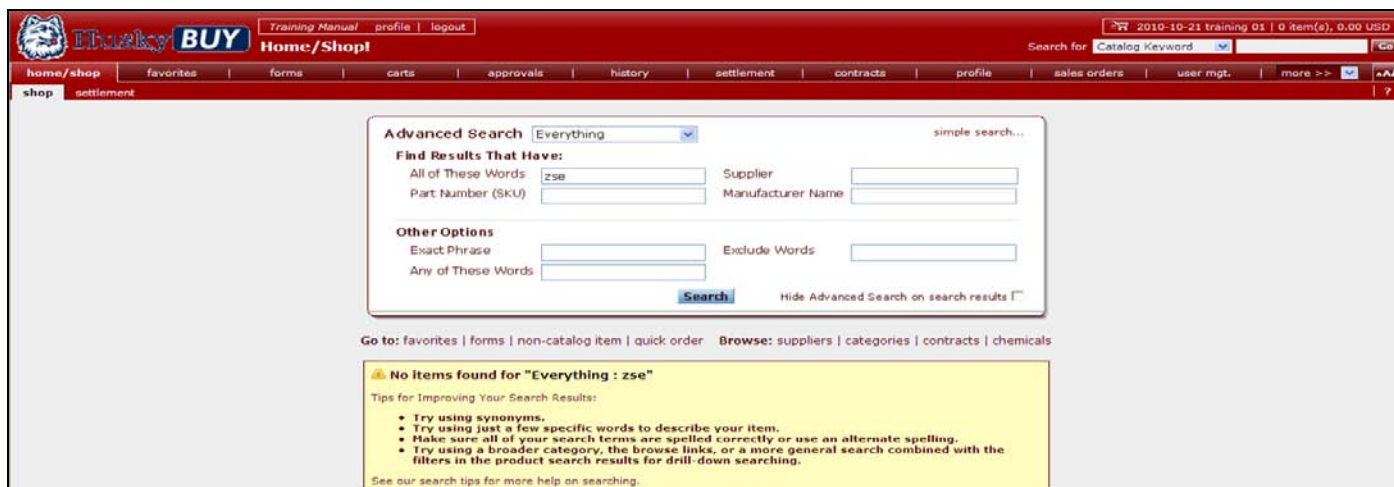 Husky BUY
Training Manual profile | logout
Home/Shop!
2010-10-21 training 01 | 0 item(s), 0.00 USD
Search for Catalog Keyword Go
home/shop favorites | forms | carts | approvals | history | settlement | contracts | profile | sales orders | user mgt. | more >> AAA
shop settlement | ?
Advanced Search Everything simple search...
Find Results That Have:
All of These Words zse Supplier
Part Number (SKU) Manufacturer Name
Other Options
Exact Phrase Exclude Words
Any of These Words
Search Hide Advanced Search on search results
Go to: favorites | forms | non-catalog item | quick order Browse: suppliers | categories | contracts | chemicals
No items found for "Everything : zse"
Tips for Improving Your Search Results:
• Try using synonyms.
• Try using just a few specific words to describe your item.
• Make sure all of your search terms are spelled correctly or use an alternate spelling.
• Try using a broader category, the browse links, or a more general search combined with the
filters in the product search results for drill-down searching.
See our search tips for more help on searching.